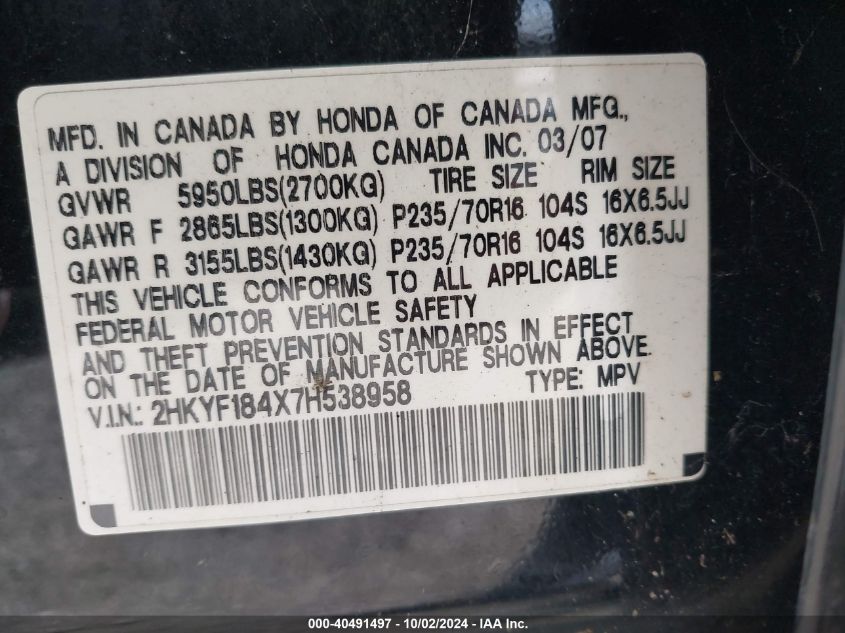 MFD. IN CANADA BY HONDA OF CANADA MFG.,
A DIVISION OF HONDA CANADA INC. 03/07
GVWR 5950LBS(2700KG) TIRE SIZE RIM SIZE
GAWR F 2865LBS(1300KG) P235/70R16 104S 16X6.5JJ
GAWR R 3155LBS(1430KG) P235/70R16 104S 16X6.5JJ
THIS VEHICLE CONFORMS TO ALL APPLICABLE
FEDERAL MOTOR VEHICLE SAFETY
AND THEFT PREVENTION STANDARDS IN EFFECT
ON THE DATE OF MANUFACTURE SHOWN ABOVE.
V.I.N.: 2HKYF184X7H538958 TYPE: MPV
000-40491497 - 10/02/2024 - IAA Inc.